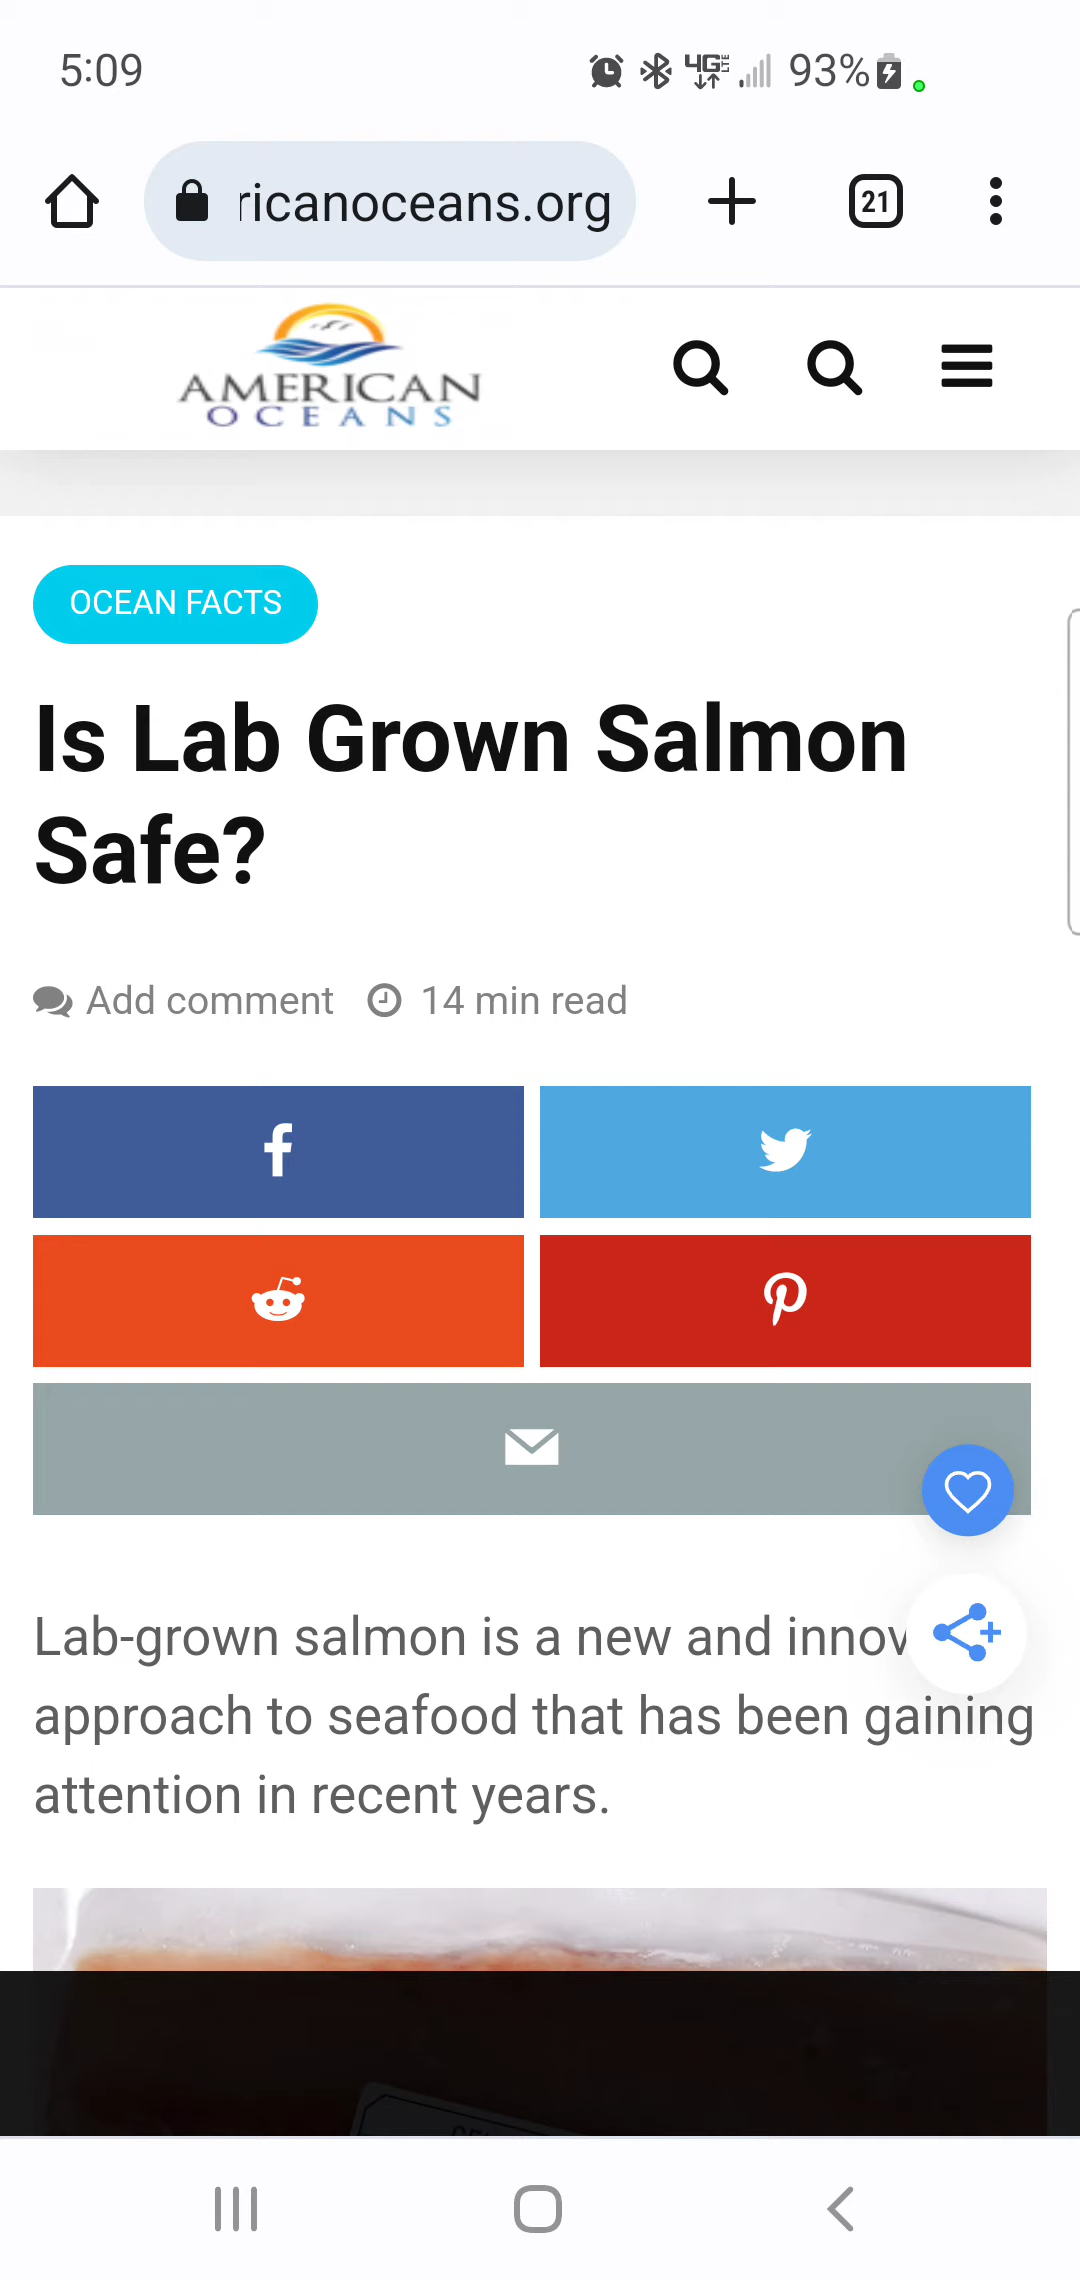 5:09
4G LTE 93%
ricanoceans.org
21
AMERICAN
OCEANS
OCEAN FACTS
Is Lab Grown Salmon
Safe?
Add comment 14 min read
Lab-grown salmon is a new and innov
approach to seafood that has been gaining
attention in recent years.